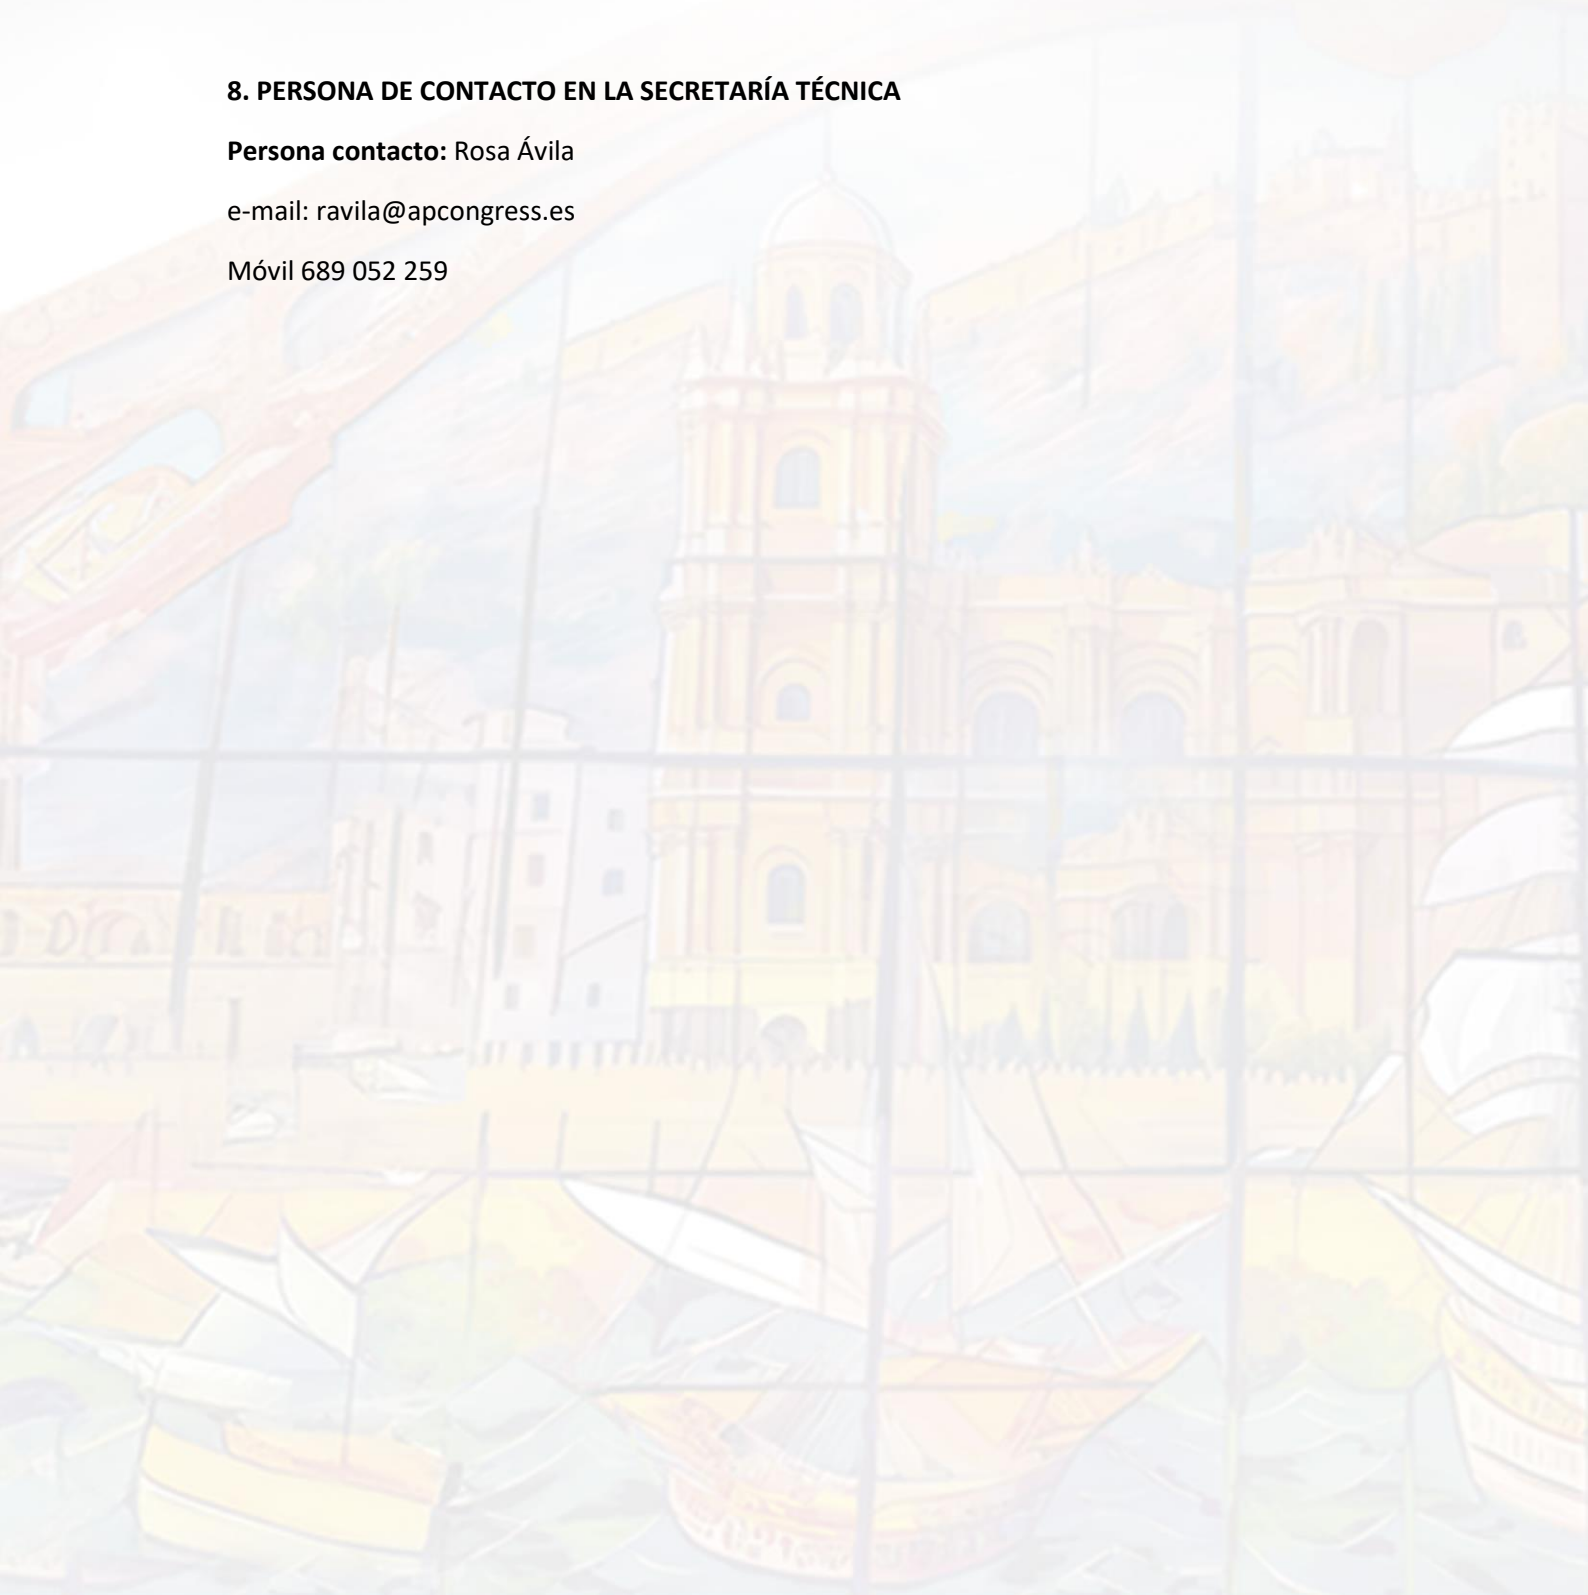 8. PERSONA DE CONTACTO EN LA SECRETARÍA TÉCNICA
Persona contacto: Rosa Ávila
e-mail: ravila@apcongress.es
Móvil 689 052 259